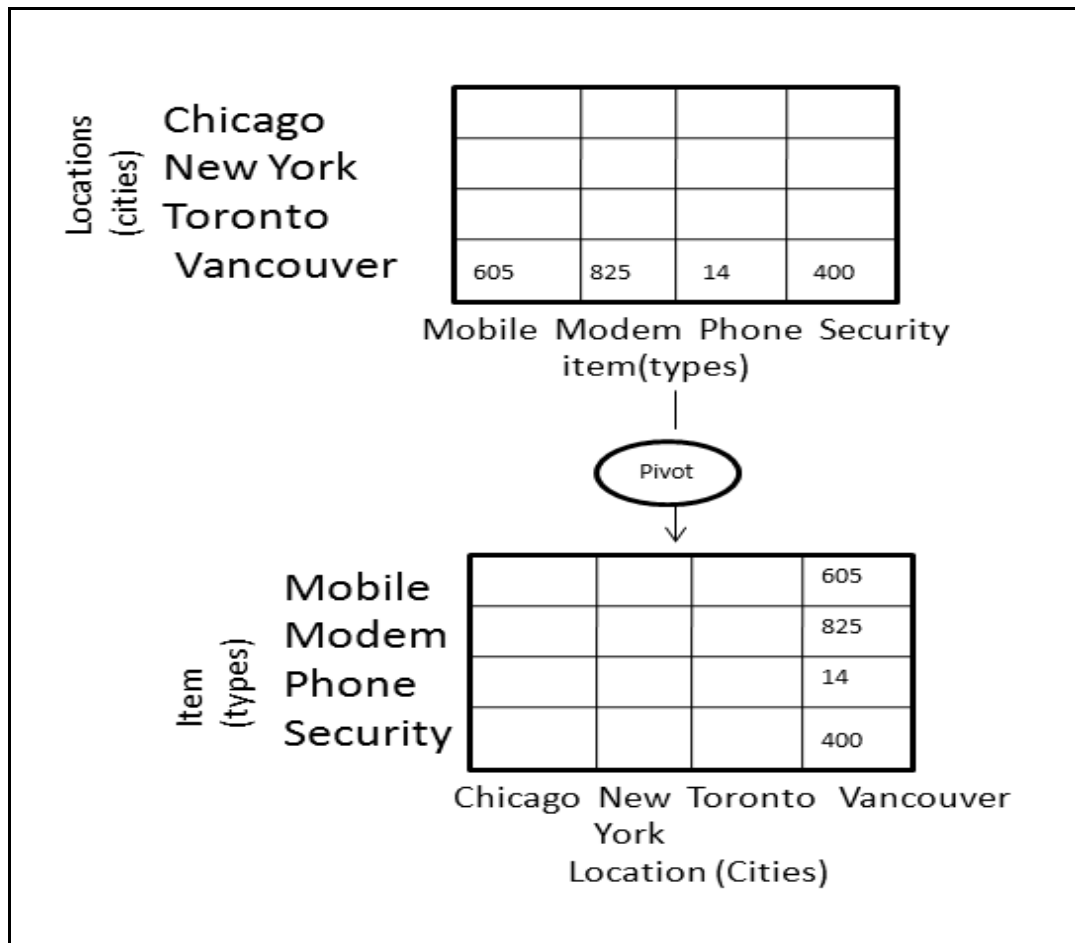 Locations
(cities)
Chicago
New York
Toronto
Vancouver
605 825 14 400
Mobile Modem Phone Security
item(types)
Pivot
Item
(types)
Mobile
Modem
Phone
Security
605
825
14
400
Chicago New Toronto Vancouver
York
Location (Cities)